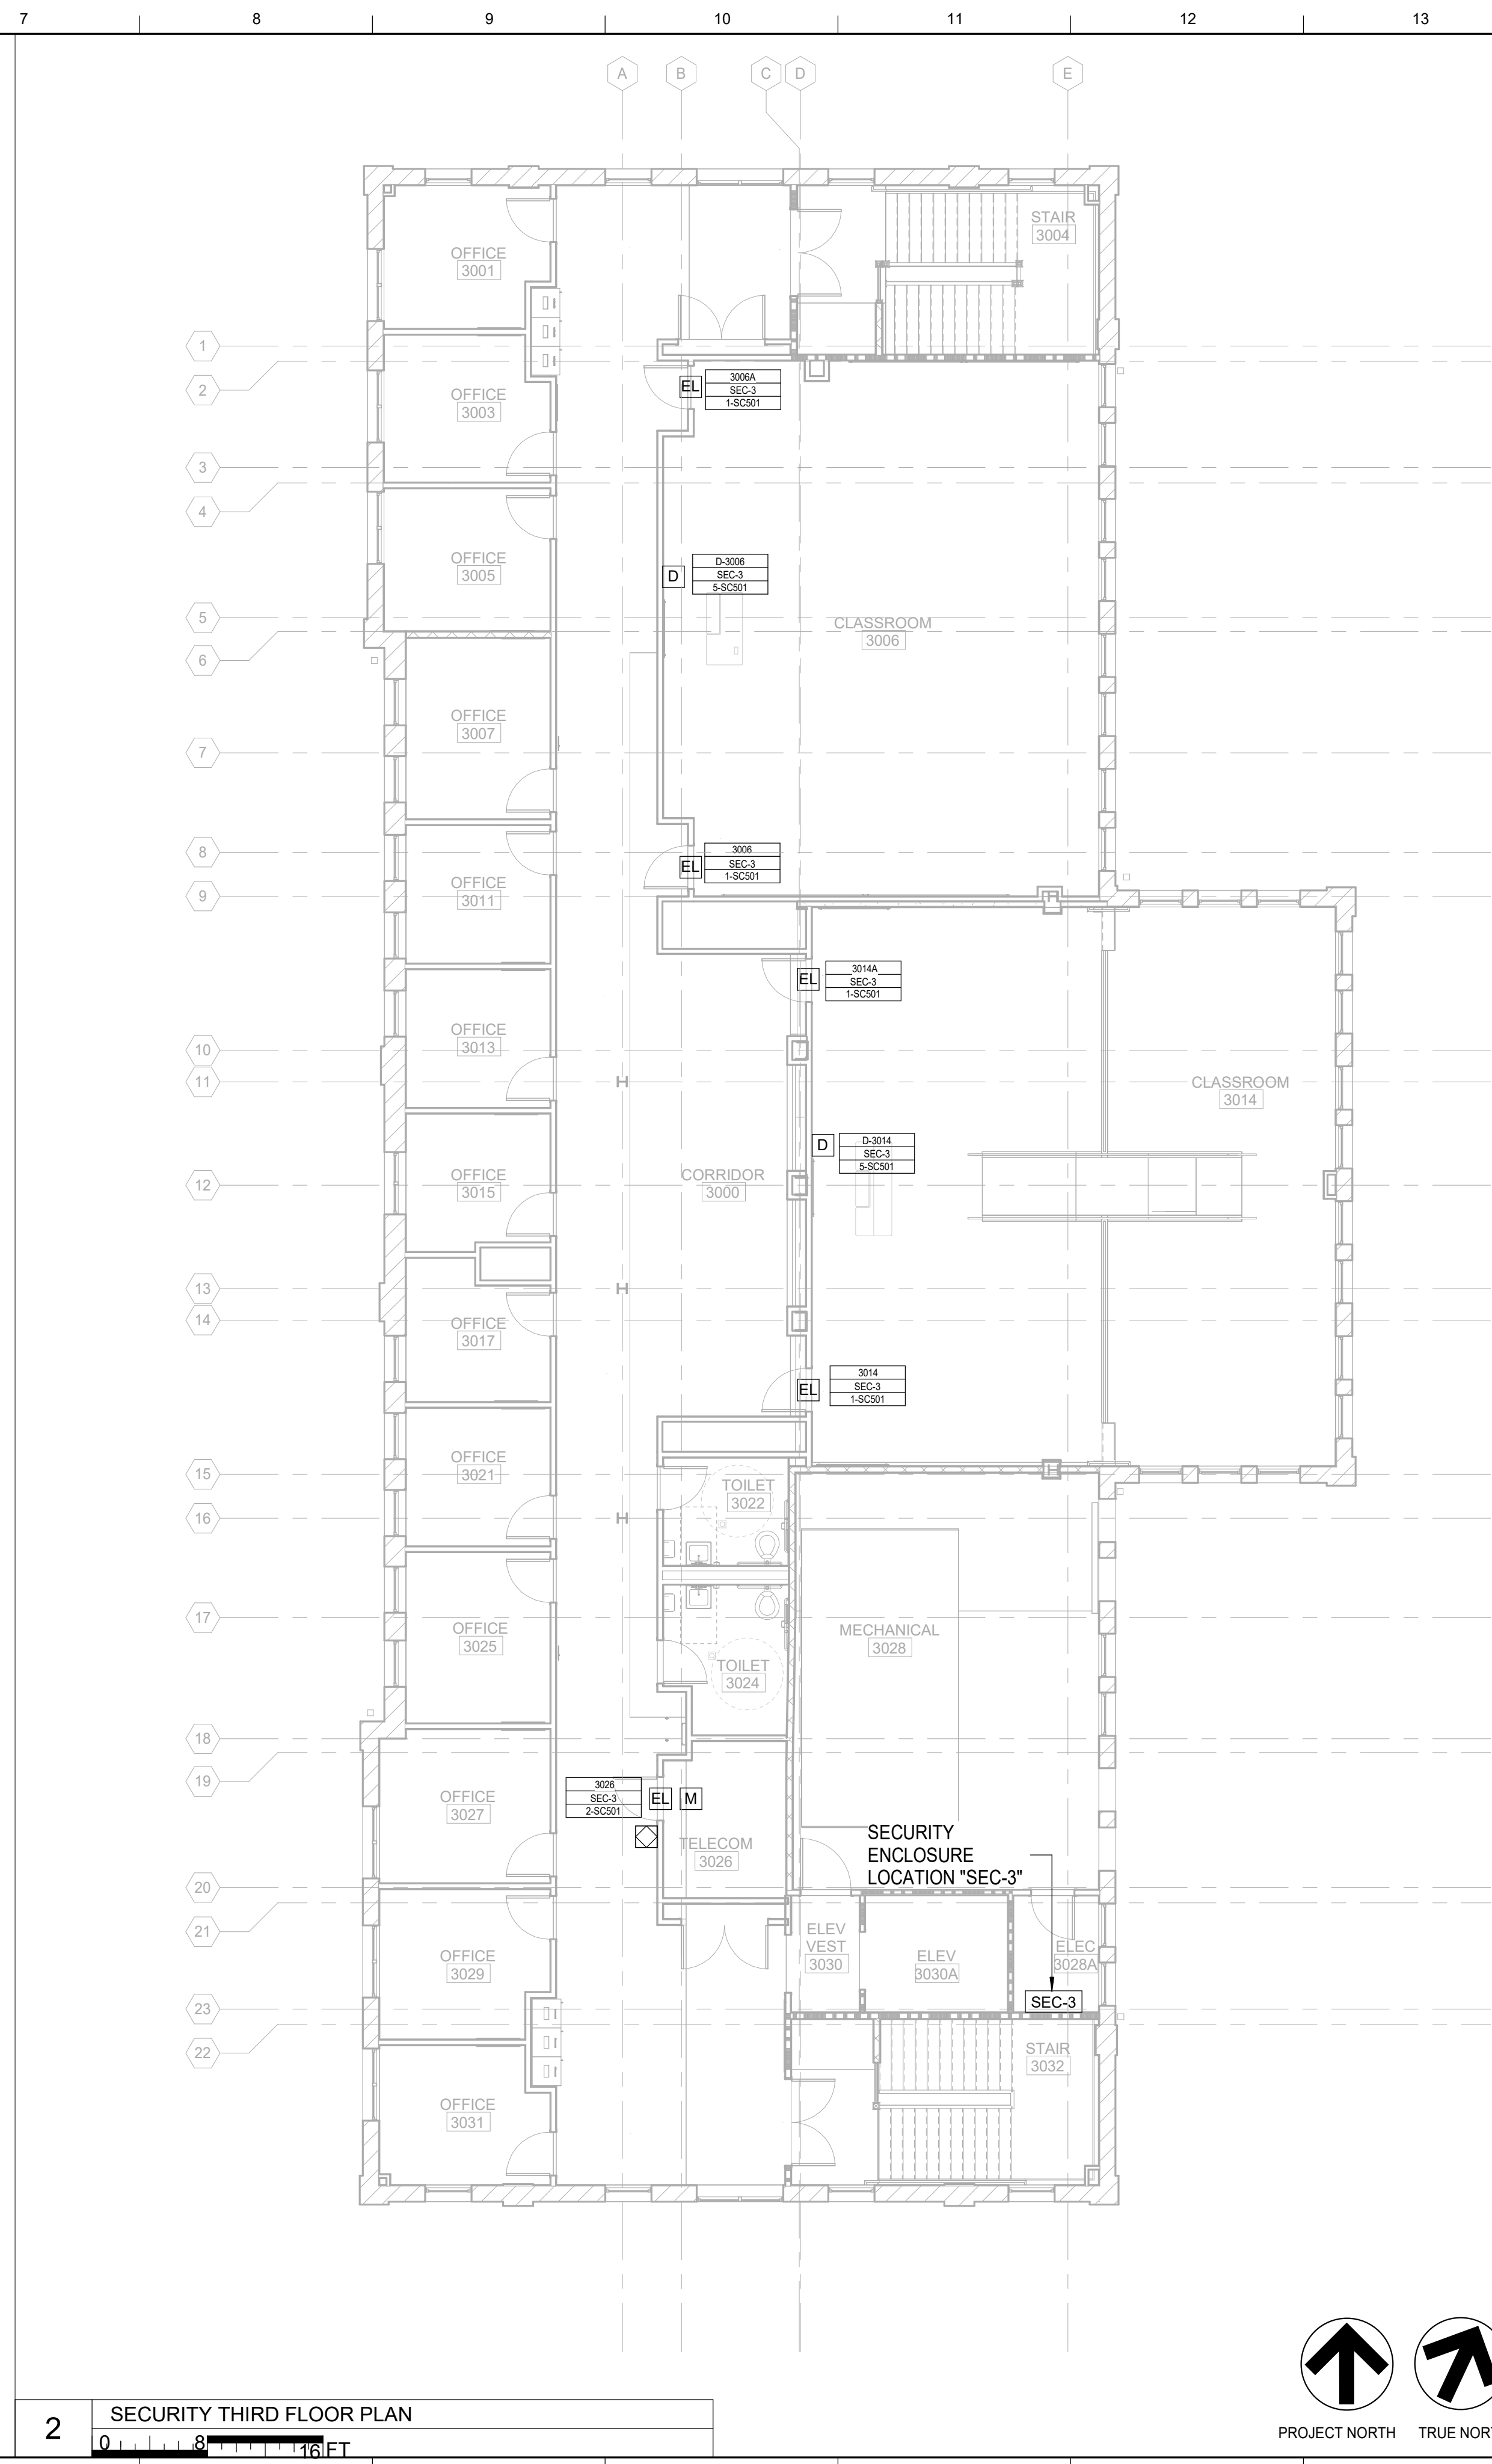 7 8 9 10 11 12 13
A B C D E
STAIR
3004
OFFICE
3001
1
2
3006A
EL SEC-3
1-SC501
OFFICE
3003
3
4
D-3006
D SEC-3
5-SC501
OFFICE
3005
5
CLASSROOM
3006
6
OFFICE
3007
7
8
3006
EL SEC-3
1-SC501
OFFICE
3011
9
3014A
EL SEC-3
1-SC501
OFFICE
3013
10
11
CLASSROOM
3014
D-3014
D SEC-3
5-SC501
OFFICE
3015
12
CORRIDOR
3000
13
14
OFFICE
3017
3014
EL SEC-3
1-SC501
OFFICE
3021
15
TOILET
3022
16
17
OFFICE
3025
MECHANICAL
3028
TOILET
3024
18
19
3026
SEC-3 EL M
2-SC501
OFFICE
3027
TELECOM
3026
SECURITY
ENCLOSURE
LOCATION "SEC-3"
20
21
OFFICE
3029
ELEV
VEST
3030
ELEV
3030A
ELEC
3028A
SEC-3
23
22
STAIR
3032
OFFICE
3031
2 SECURITY THIRD FLOOR PLAN
0 8 16 FT
PROJECT NORTH TRUE NORT